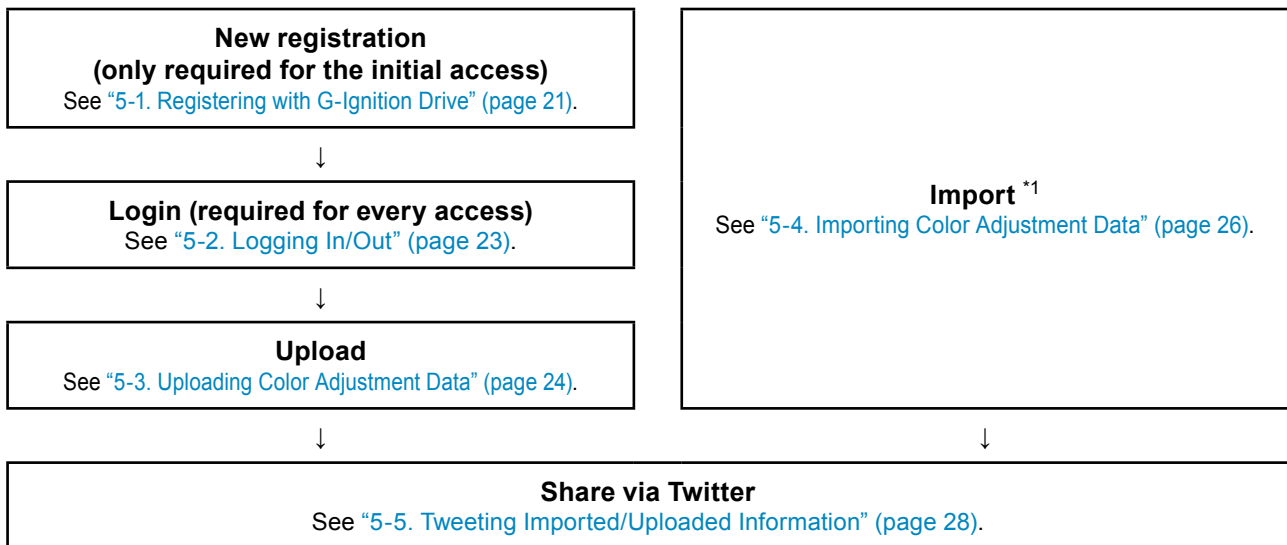 New registration
(only required for the initial access)
See “5-1. Registering with G-Ignition Drive” (page 21).
↓
Login (required for every access)
See “5-2. Logging In/Out” (page 23).
↓
Upload
See “5-3. Uploading Color Adjustment Data” (page 24).
↓
Import *1
See “5-4. Importing Color Adjustment Data” (page 26).
↓
Share via Twitter
See “5-5. Tweeting Imported/Uploaded Information” (page 28).